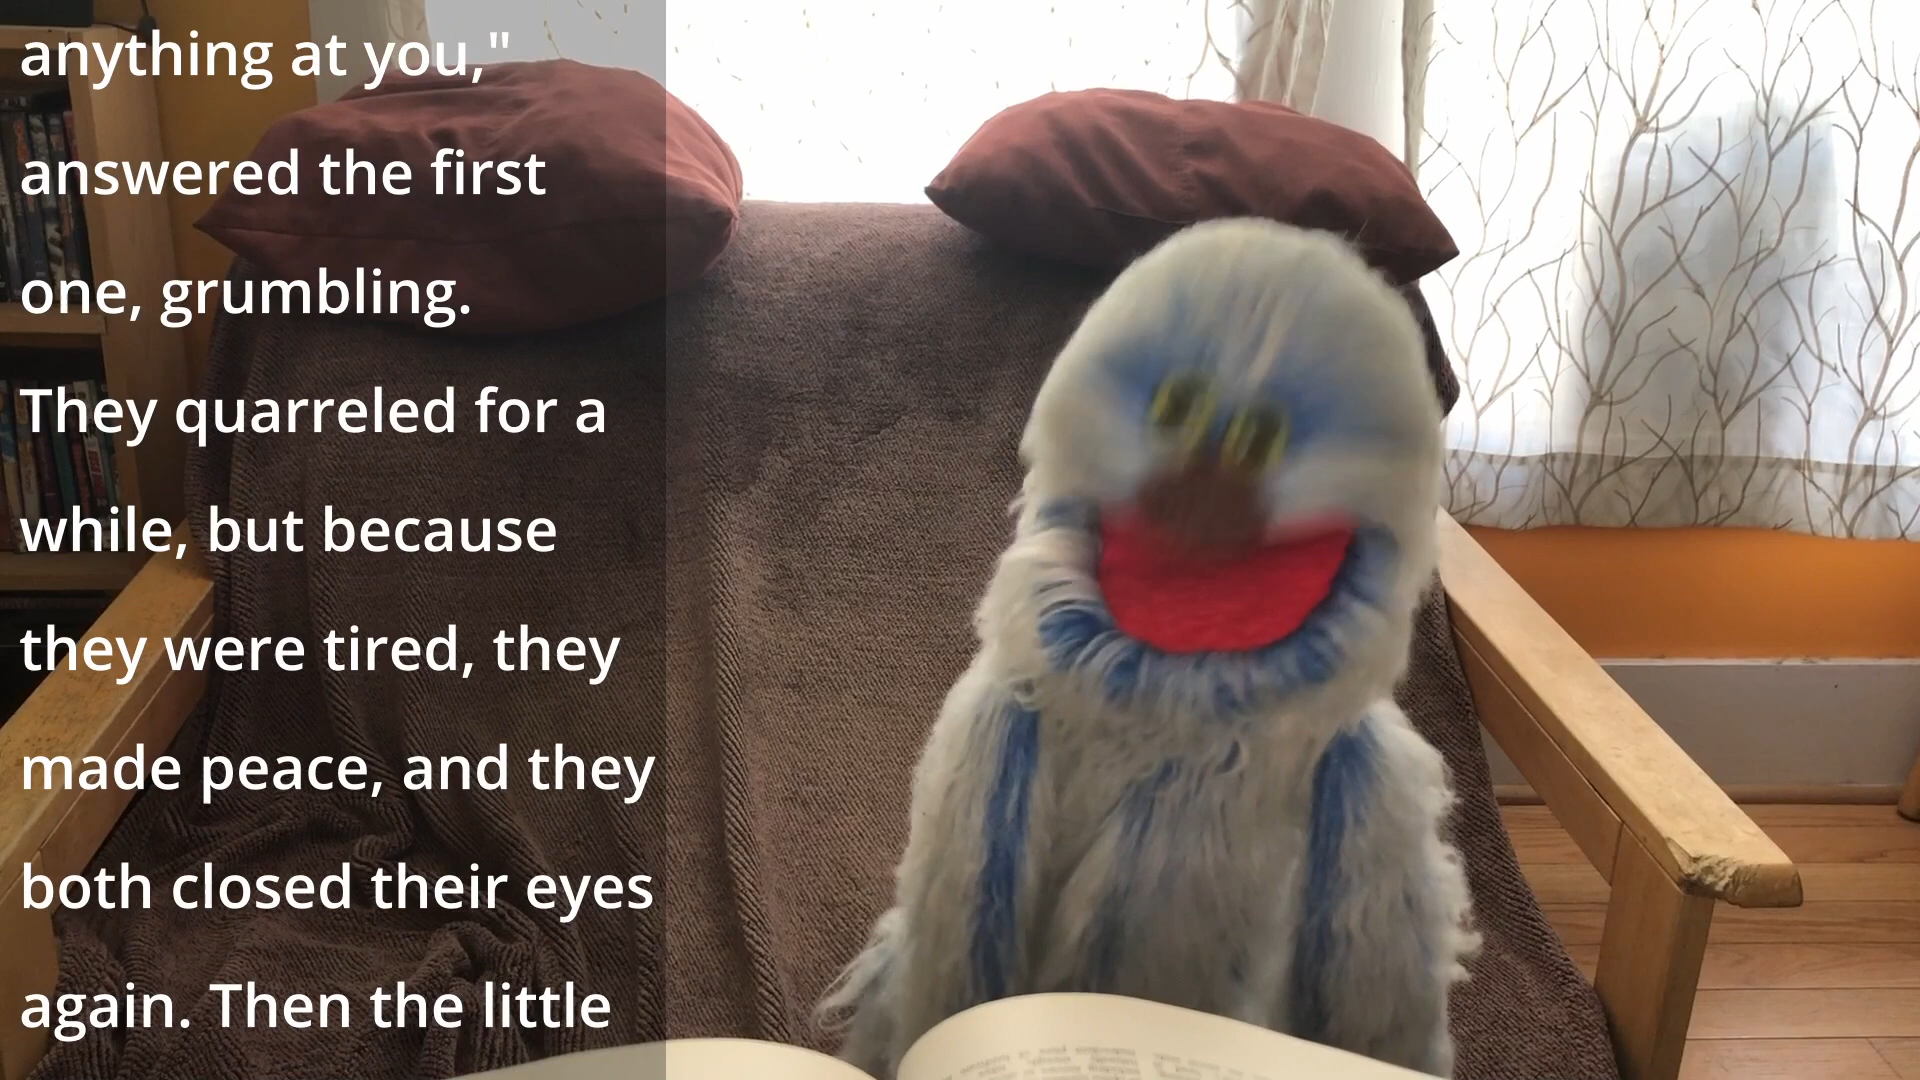 anything at you,"
answered the first
one, grumbling.
They quarreled for a
while, but because
they were tired, they
made peace, and they
both closed their eyes
again. Then the little